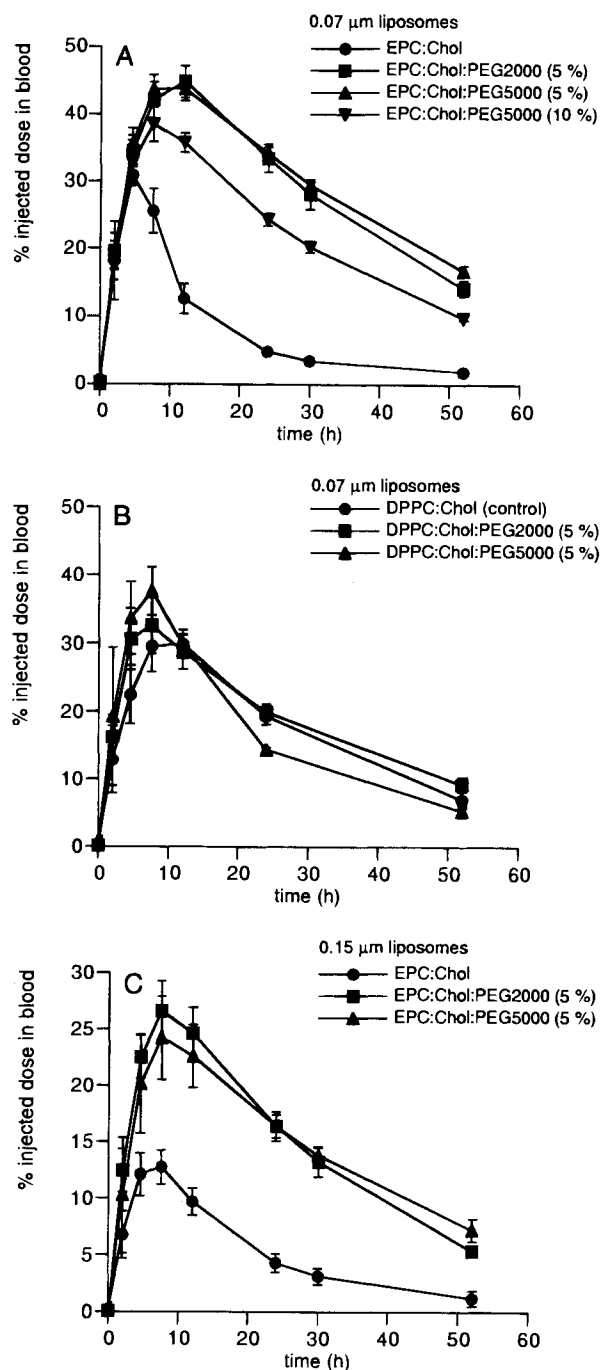 0.07 μm liposomes
A
EPC:Chol
EPC:Chol:PEG2000 (5 %)
EPC:Chol:PEG5000 (5 %)
EPC:Chol:PEG5000 (10 %)
% injected dose in blood
50
40
30
20
10
0
0 10 20 30 40 50 60
time (h)
0.07 μm liposomes
B
DPPC:Chol (control)
DPPC:Chol:PEG2000 (5 %)
DPPC:Chol:PEG5000 (5 %)
% injected dose in blood
50
40
30
20
10
0
0 10 20 30 40 50 60
time (h)
0.15 μm liposomes
C
EPC:Chol
EPC:Chol:PEG2000 (5 %)
EPC:Chol:PEG5000 (5 %)
% injected dose in blood
30
25
20
15
10
5
0
0 10 20 30 40 50 60
time (h)